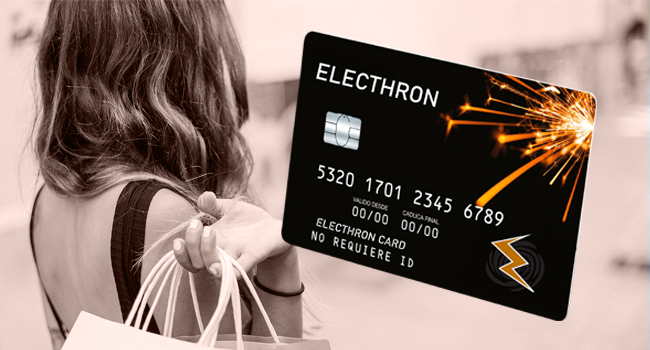 ELECTHRON
5320 1701 2345 6789
VALIDO DESDE CADUCA FINAL
00/00 00/00
ELECTHRON CARD
NO REQUIERE ID